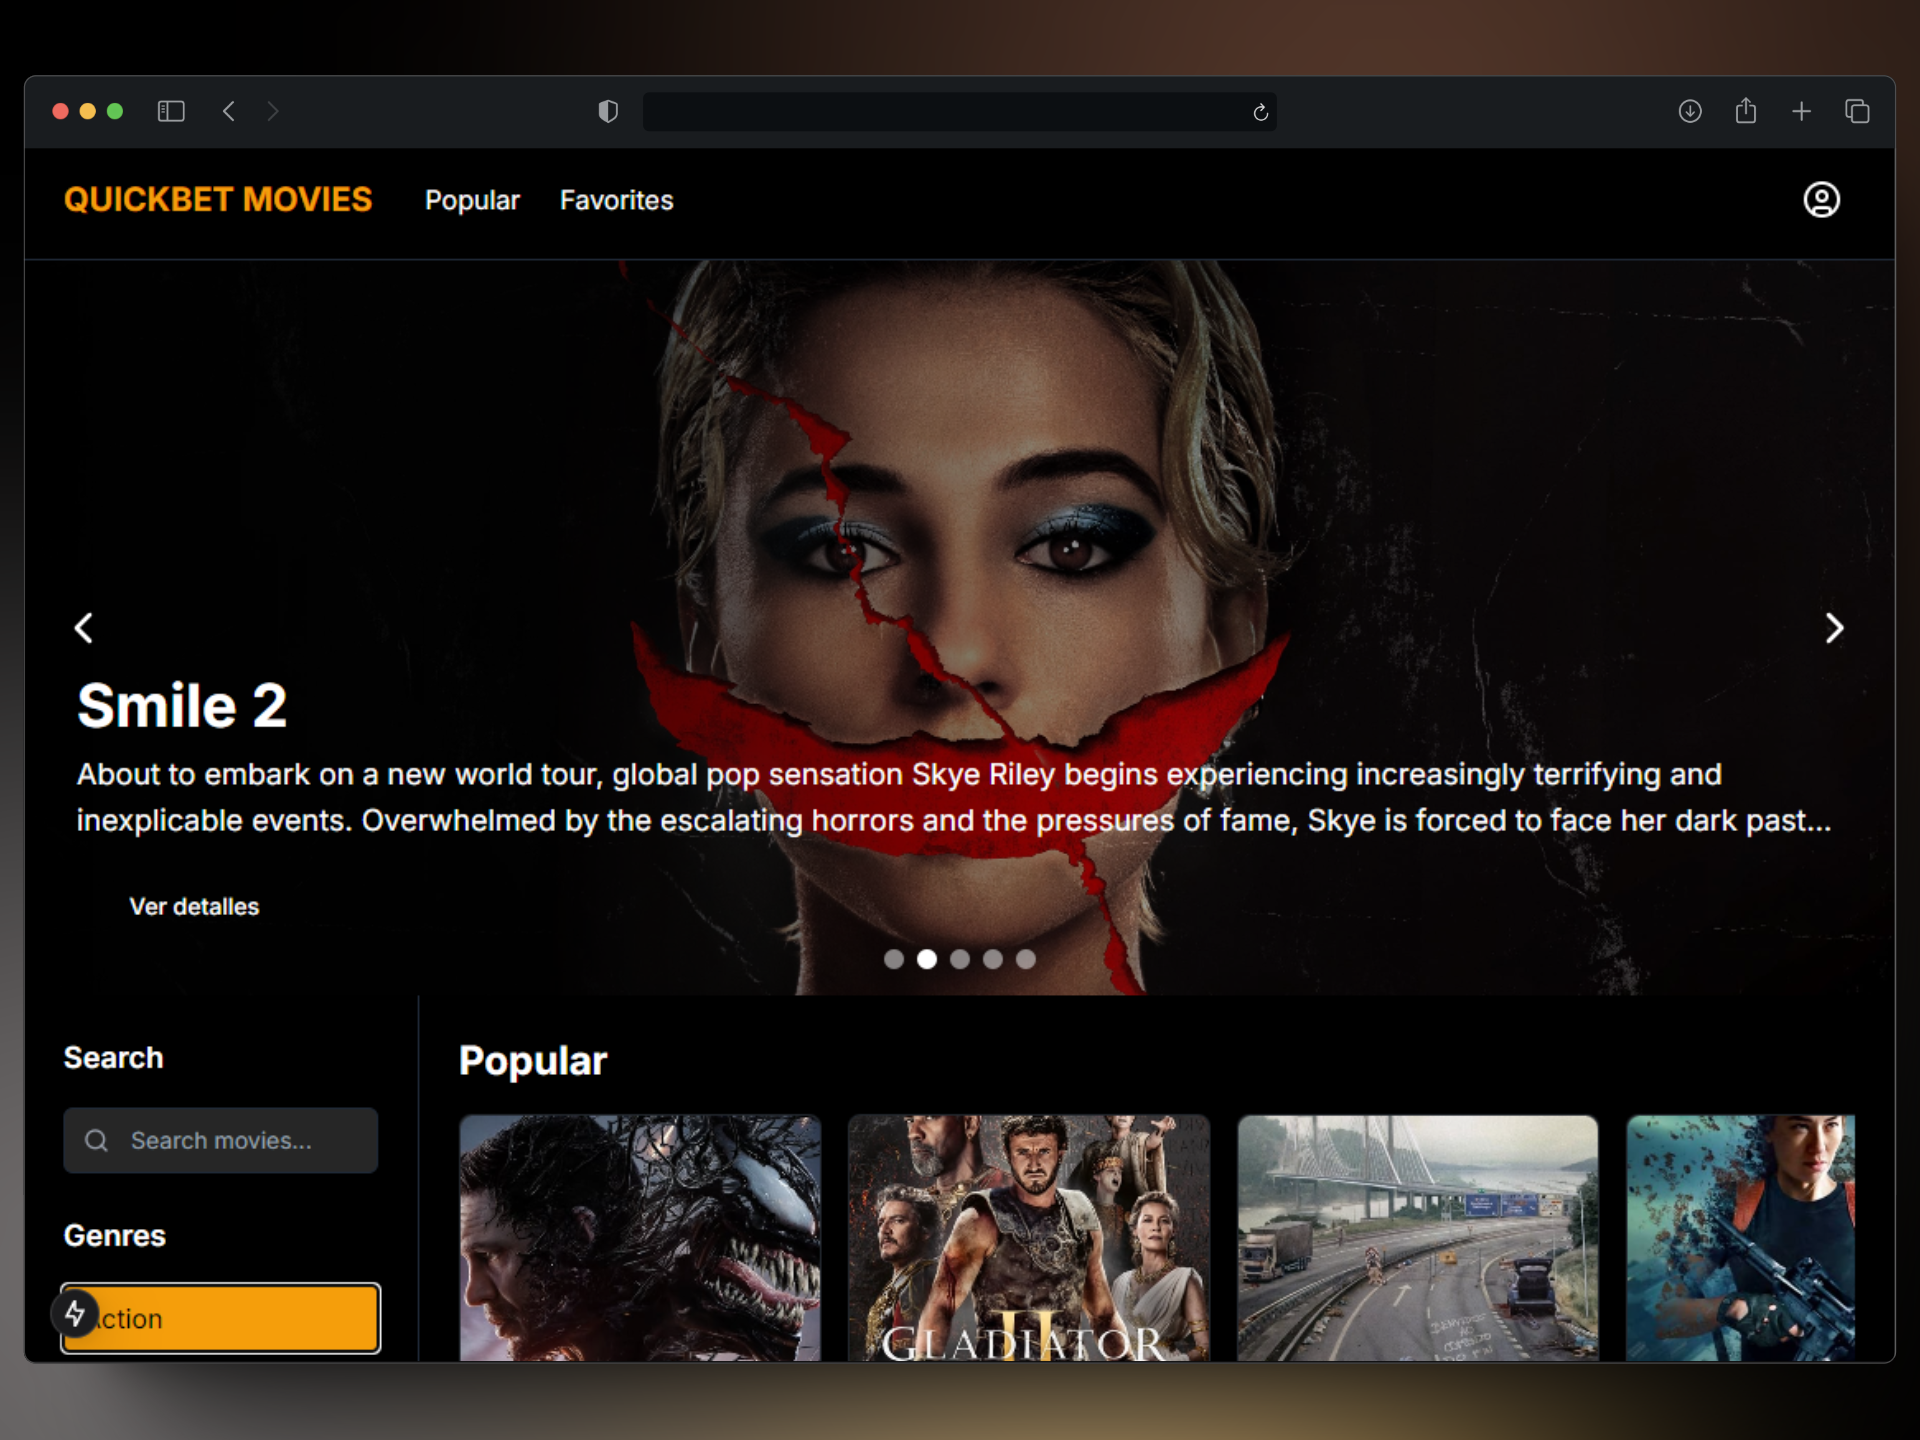 QUICKBET MOVIES
Popular
Favorites
Smile 2
About to embark on a new world tour, global pop sensation Skye Riley begins experiencing increasingly terrifying and
inexplicable events. Overwhelmed by the escalating horrors and the pressures of fame, Skye is forced to face her dark past...
Ver detalles
Search
Search movies...
Genres
ction
Popular
II
GLADIATOR